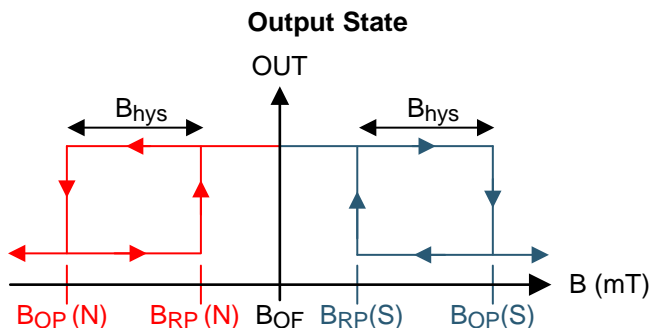 Output State
OUT
Bhys
Bhys
B (mT)
BOP(N)
BRP(N)
BOF
BRP(S)
BOP(S)